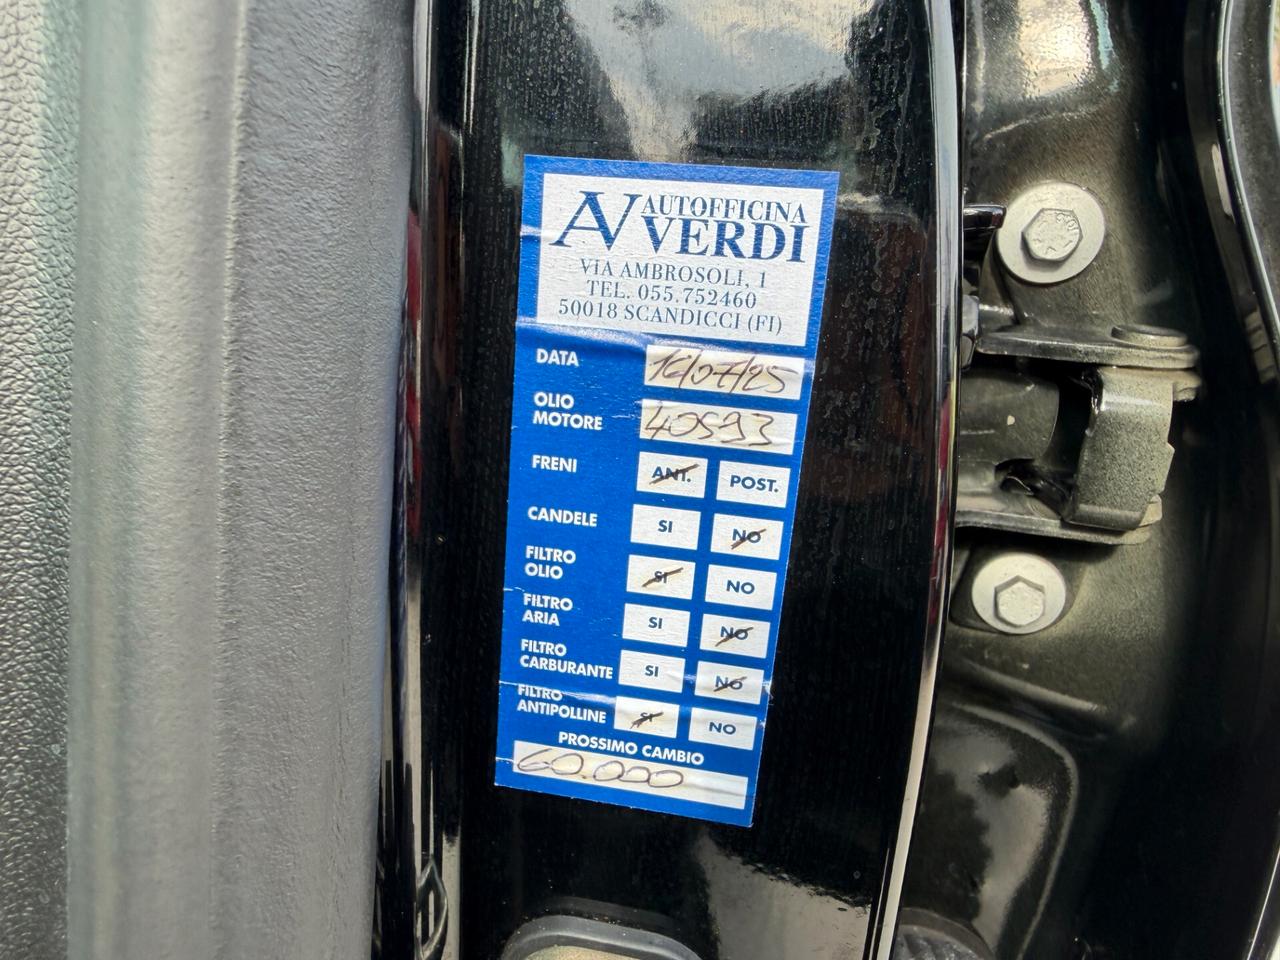 AV AUTOFFICINA
VERDI
VIA AMBROSOLI, 1
TEL. 055.752460
50018 SCANDICCI (FI)
DATA 16/07/25
OLIO
MOTORE 40593
FRENI ANT. POST.
CANDELE SI NO
FILTRO
OLIO SI NO
FILTRO
ARIA SI NO
FILTRO
CARBURANTE SI NO
FILTRO
ANTIPOLLINE SI NO
PROSSIMO CAMBIO
60.000